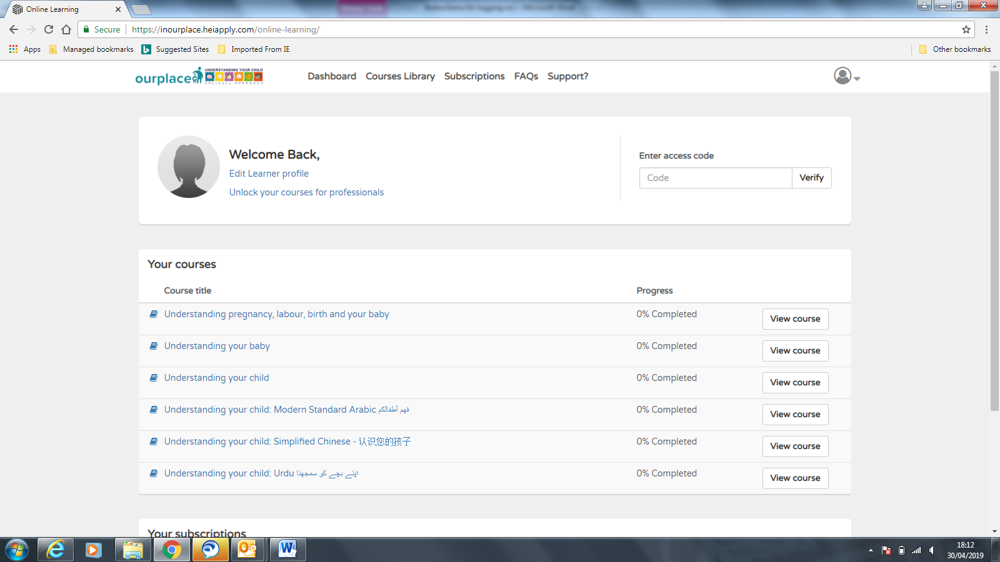 Online Learning
Secure https://inourplace.heiapply.com/online-learning/
Apps Managed bookmarks Suggested Sites Imported From IE Other bookmarks
ourplace UNDERSTANDING YOUR CHILD
SOLIHULL APPROACH
Dashboard Courses Library Subscriptions FAQs Support?
Welcome Back,
Edit Learner profile
Unlock your courses for professionals
Enter access code
Code Verify
Your courses
Course title Progress
Understanding pregnancy, labour, birth and your baby 0% Completed View course
Understanding your baby 0% Completed View course
Understanding your child 0% Completed View course
Understanding your child: Modern Standard Arabic فهم أطفالكم 0% Completed View course
Understanding your child: Simplified Chinese - 认识您的孩子 0% Completed View course
Understanding your child: Urdu اپنے بچے کو سمجھنا 0% Completed View course
Your subscriptions
18:12
30/04/2019